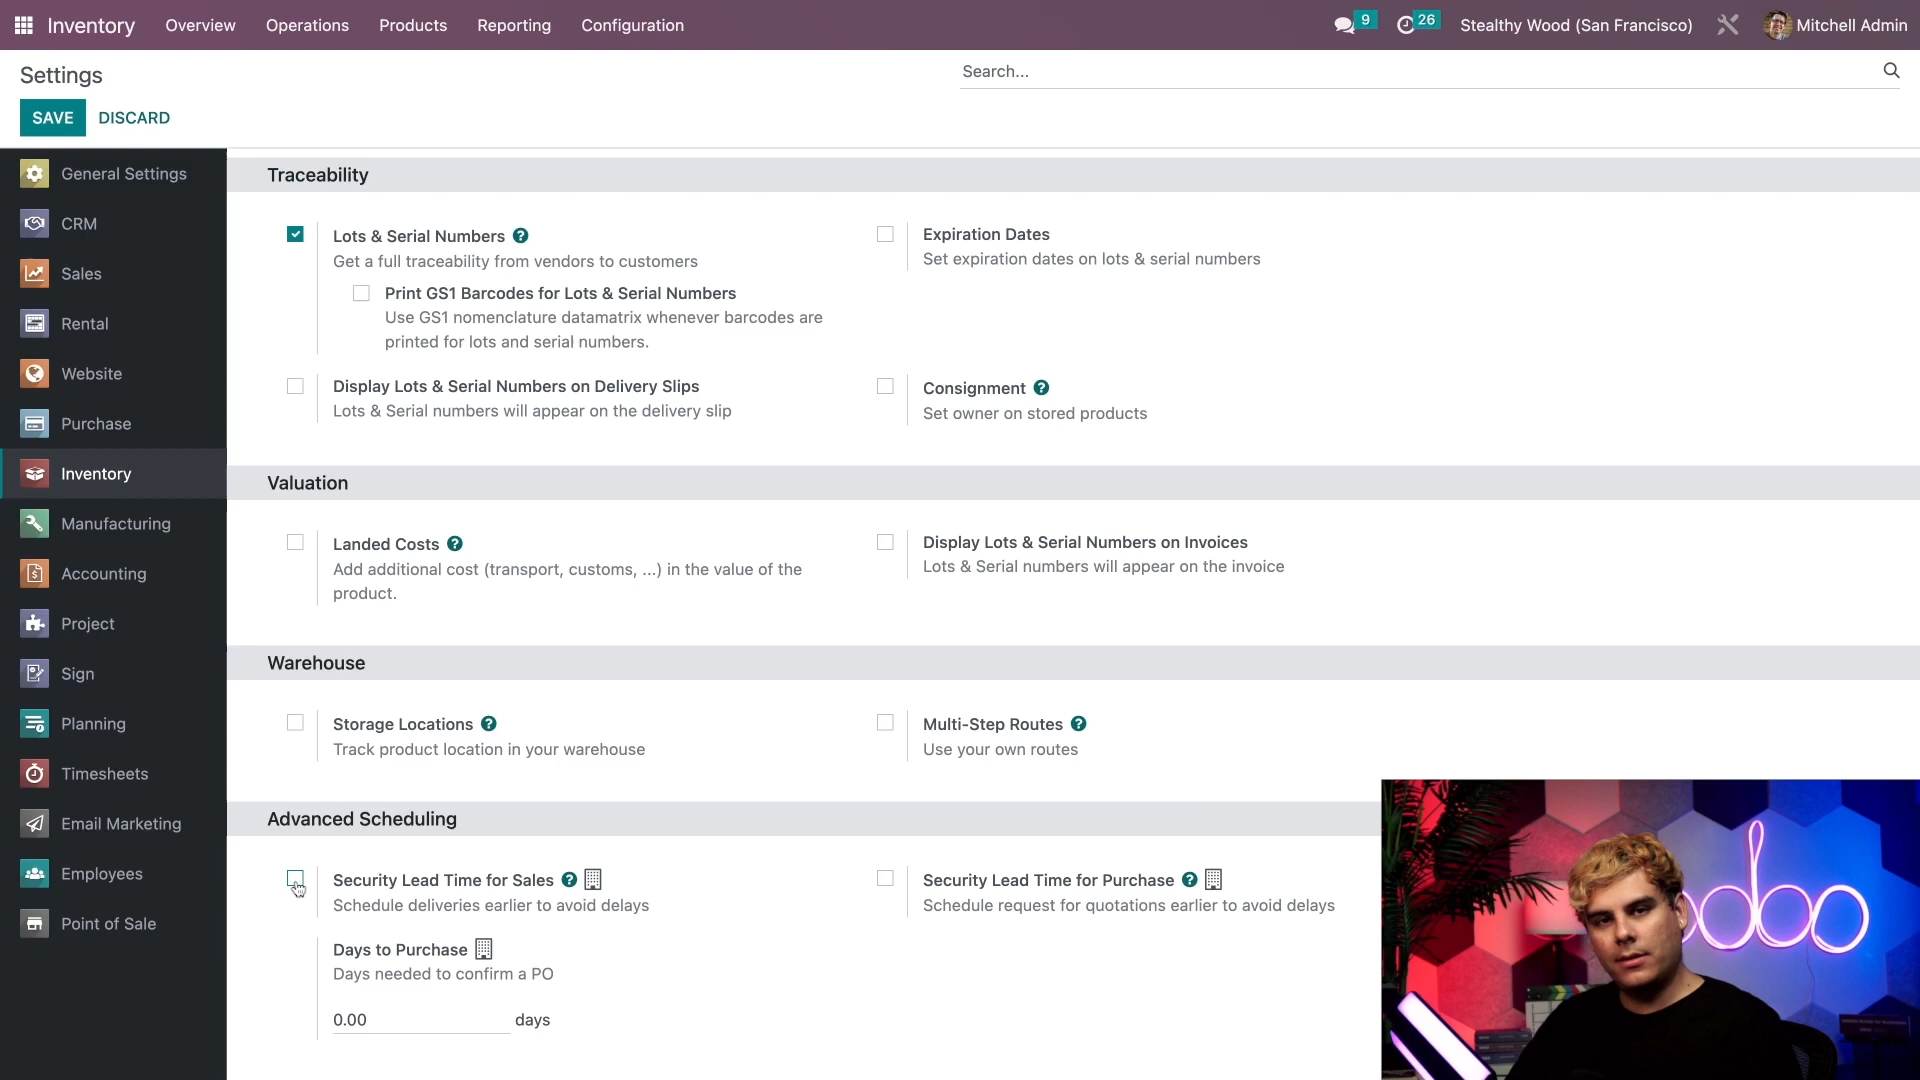 Inventory Overview Operations Products Reporting Configuration 9 26 Stealthy Wood (San Francisco) Mitchell Admin
Settings
Search...
SAVE DISCARD
General Settings
CRM
Sales
Rental
Website
Purchase
Inventory
Manufacturing
Accounting
Project
Sign
Planning
Timesheets
Email Marketing
Employees
Point of Sale
Traceability
Lots & Serial Numbers ?
Get a full traceability from vendors to customers
Print GS1 Barcodes for Lots & Serial Numbers
Use GS1 nomenclature datamatrix whenever barcodes are
printed for lots and serial numbers.
Expiration Dates
Set expiration dates on lots & serial numbers
Display Lots & Serial Numbers on Delivery Slips
Lots & Serial numbers will appear on the delivery slip
Consignment ?
Set owner on stored products
Valuation
Landed Costs ?
Add additional cost (transport, customs, ...) in the value of the
product.
Display Lots & Serial Numbers on Invoices
Lots & Serial numbers will appear on the invoice
Warehouse
Storage Locations ?
Track product location in your warehouse
Multi-Step Routes ?
Use your own routes
Advanced Scheduling
Security Lead Time for Sales ?
Schedule deliveries earlier to avoid delays
Security Lead Time for Purchase ?
Schedule request for quotations earlier to avoid delays
Days to Purchase
Days needed to confirm a PO
0.00 days
odoo